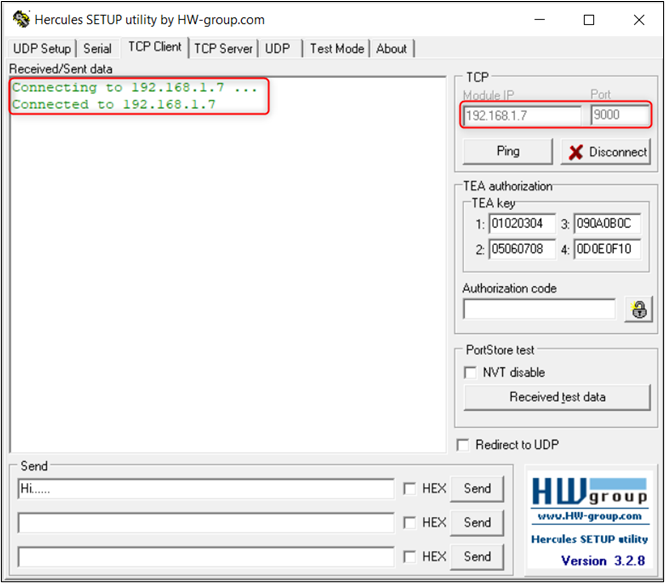 Hercules SETUP utility by HW-group.com
UDP Setup Serial TCP Client TCP Server UDP Test Mode About
Received/Sent data
Connecting to 192.168.1.7 ...
Connected to 192.168.1.7
TCP
Module IP Port
192.168.1.7 9000
Ping Disconnect
TEA authorization
TEA key
1: 01020304 3: 090A0B0C
2: 05060708 4: 0D0E0F10
Authorization code
PortStore test
NVT disable
Received test data
Redirect to UDP
Send
Hi......
HEX Send
HEX Send
HEX Send
HW group
www.HW-group.com
Hercules SETUP utility
Version 3.2.8